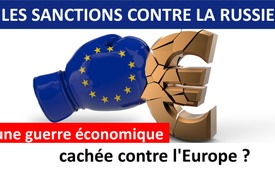 LES SANCTIONS CONTRE LA RUSSIE
une guerre économique
cachée contre l'Europe ?